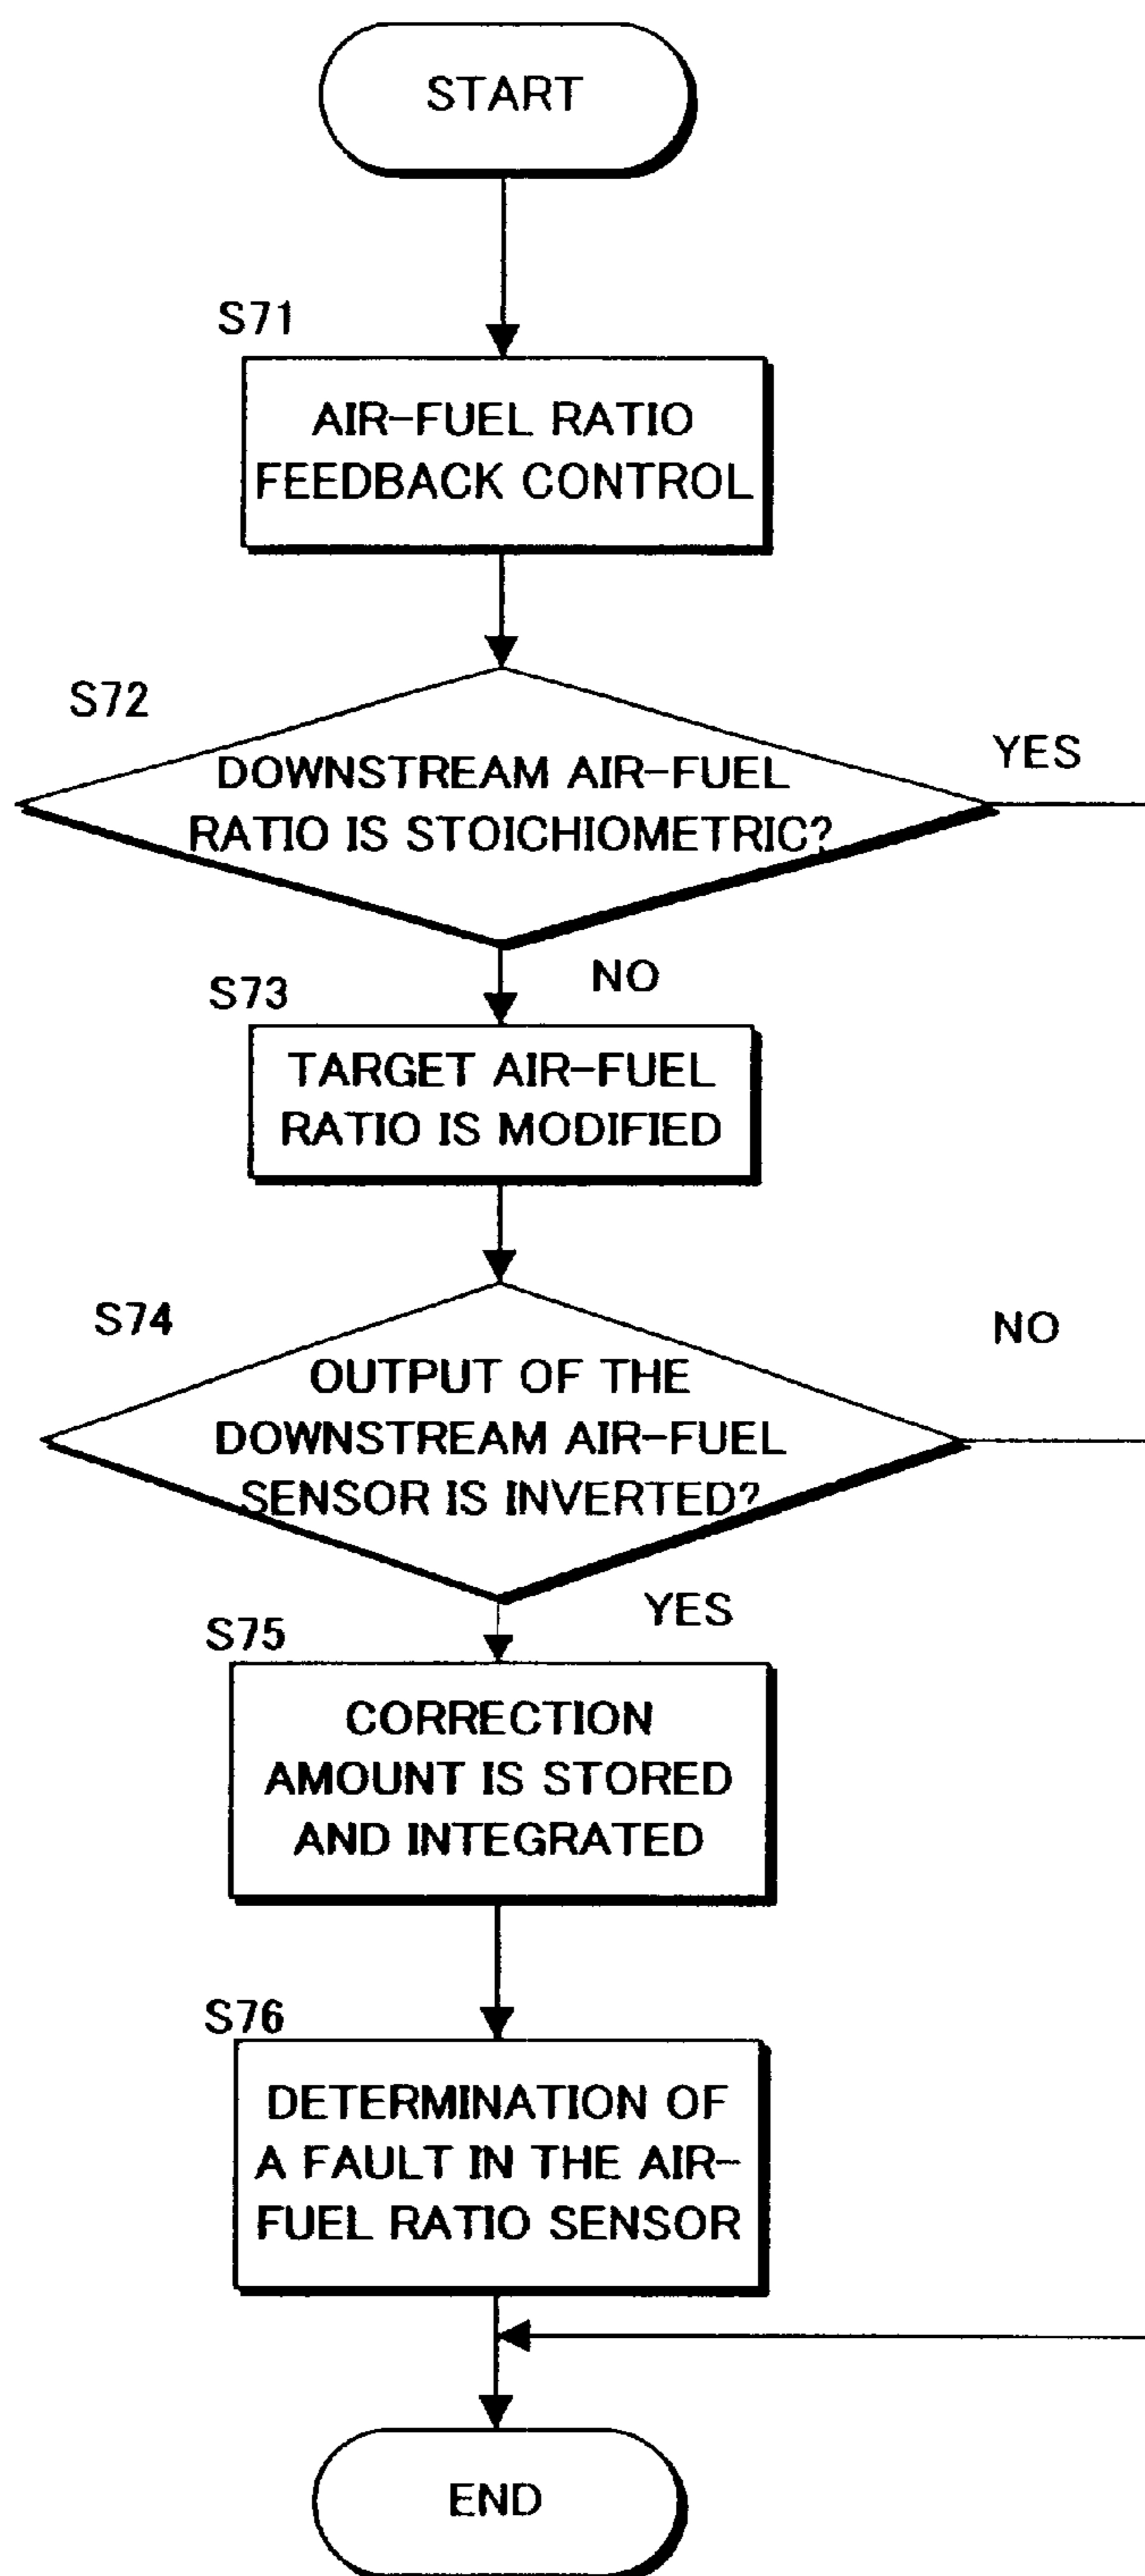 START
S71
AIR-FUEL RATIO
FEEDBACK CONTROL
S72
DOWNSTREAM AIR-FUEL
RATIO IS STOICHIOMETRIC?
YES
NO
S73
TARGET AIR-FUEL
RATIO IS MODIFIED
S74
OUTPUT OF THE
DOWNSTREAM AIR-FUEL
SENSOR IS INVERTED?
NO
YES
S75
CORRECTION
AMOUNT IS STORED
AND INTEGRATED
S76
DETERMINATION OF
A FAULT IN THE AIR-
FUEL RATIO SENSOR
END